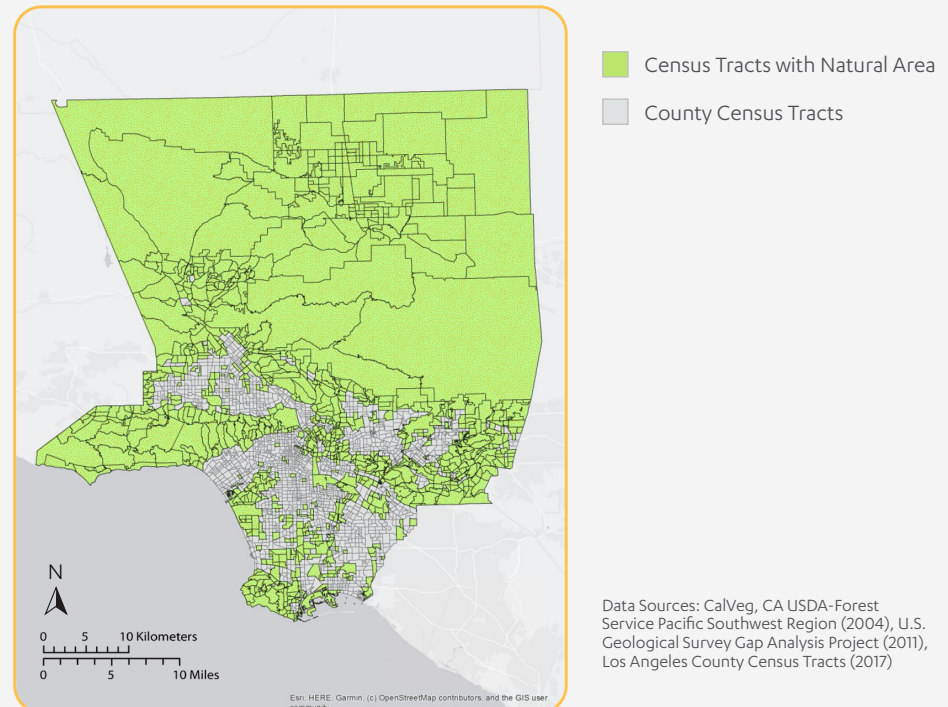 Census Tracts with Natural Area
County Census Tracts
N
0 5 10 Kilometers
0 5 10 Miles
Data Sources: CalVeg, CA USDA-Forest
Service Pacific Southwest Region (2004), U.S.
Geological Survey Gap Analysis Project (2011),
Los Angeles County Census Tracts (2017)
Esri, HERE, Garmin, (c) OpenStreetMap contributors, and the GIS user
community